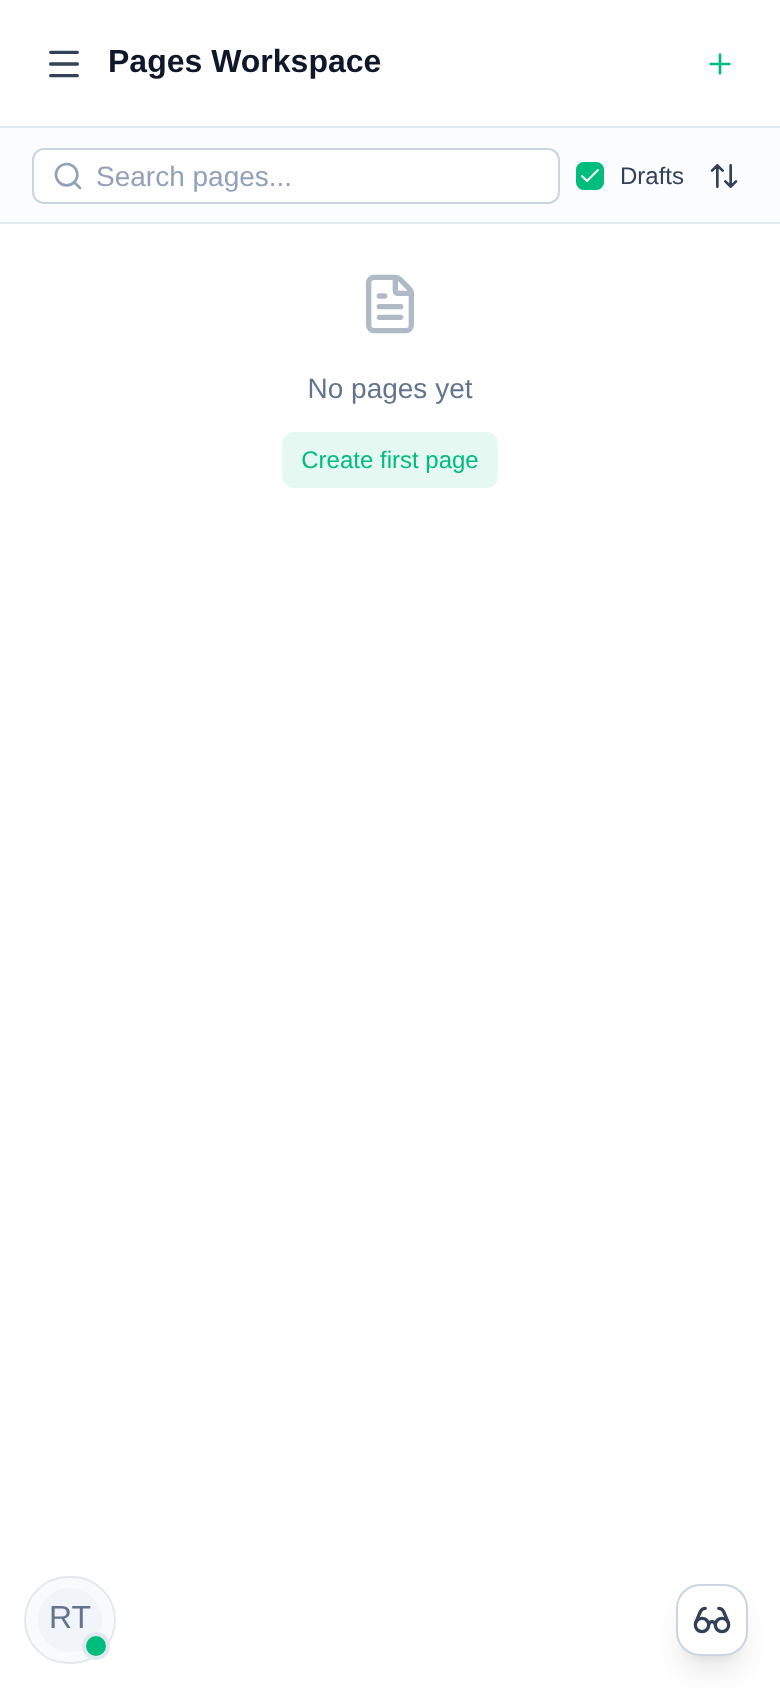 Pages Workspace
Search pages...
Drafts
No pages yet
Create first page
RT